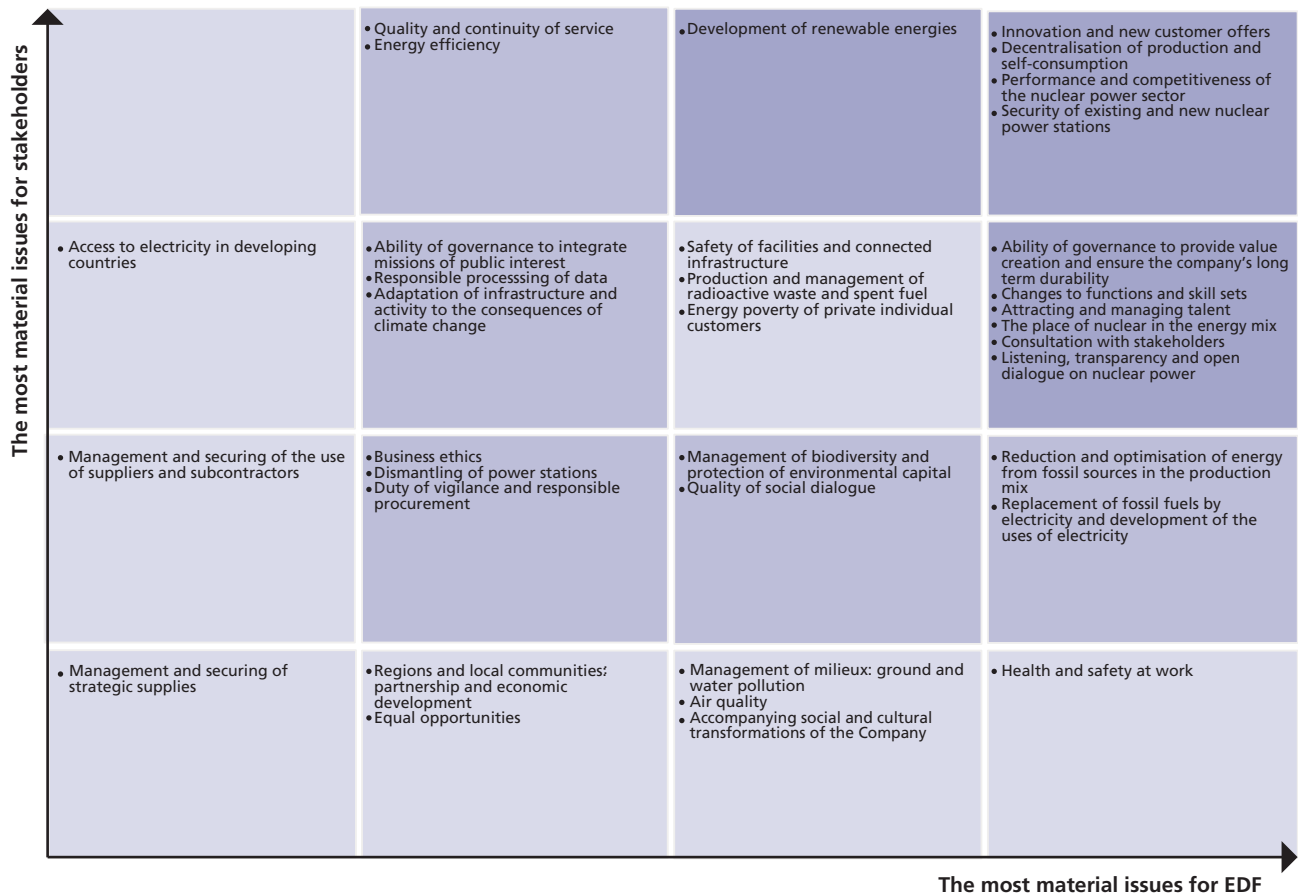 The most material issues for stakeholders
• Quality and continuity of service
• Energy efficiency
• Development of renewable energies
• Innovation and new customer offers
• Decentralisation of production and
self-consumption
• Performance and competitiveness of
the nuclear power sector
• Security of existing and new nuclear
power stations
• Access to electricity in developing
countries
• Ability of governance to integrate
missions of public interest
• Responsible processsing of data
• Adaptation of infrastructure and
activity to the consequences of
climate change
• Safety of facilities and connected
infrastructure
• Production and management of
radioactive waste and spent fuel
• Energy poverty of private individual
customers
• Ability of governance to provide value
creation and ensure the company's long
term durability
• Changes to functions and skill sets
• Attracting and managing talent
• The place of nuclear in the energy mix
• Consultation with stakeholders
• Listening, transparency and open
dialogue on nuclear power
• Management and securing of the use
of suppliers and subcontractors
• Business ethics
• Dismantling of power stations
• Duty of vigilance and responsible
procurement
• Management of biodiversity and
protection of environmental capital
• Quality of social dialogue
• Reduction and optimisation of energy
from fossil sources in the production
mix
• Replacement of fossil fuels by
electricity and development of the
uses of electricity
• Management and securing of
strategic supplies
• Regions and local communities:
partnership and economic
development
• Equal opportunities
• Management of milieux: ground and
water pollution
• Air quality
• Accompanying social and cultural
transformations of the Company
• Health and safety at work
The most material issues for EDF